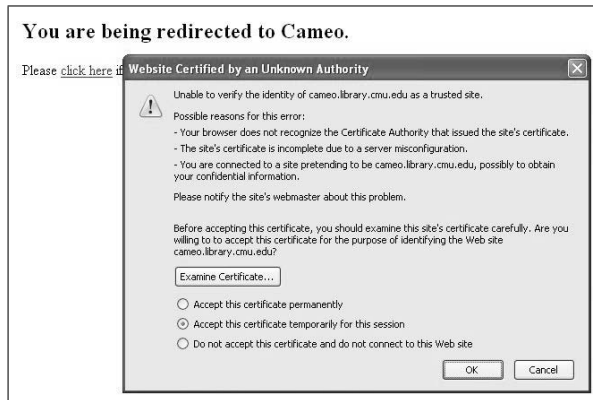 You are being redirected to Cameo.
Please click here if
Website Certified by an Unknown Authority
Unable to verify the identity of cameo.library.cmu.edu as a trusted site.
Possible reasons for this error:
- Your browser does not recognize the Certificate Authority that issued the site's certificate.
- The site's certificate is incomplete due to a server misconfiguration.
- You are connected to a site pretending to be cameo.library.cmu.edu, possibly to obtain
your confidential information.
Please notify the site's webmaster about this problem.
Before accepting this certificate, you should examine this site's certificate carefully. Are you
willing to to accept this certificate for the purpose of identifying the Web site
cameo.library.cmu.edu?
Examine Certificate...
Accept this certificate permanently
Accept this certificate temporarily for this session
Do not accept this certificate and do not connect to this Web site
OK Cancel